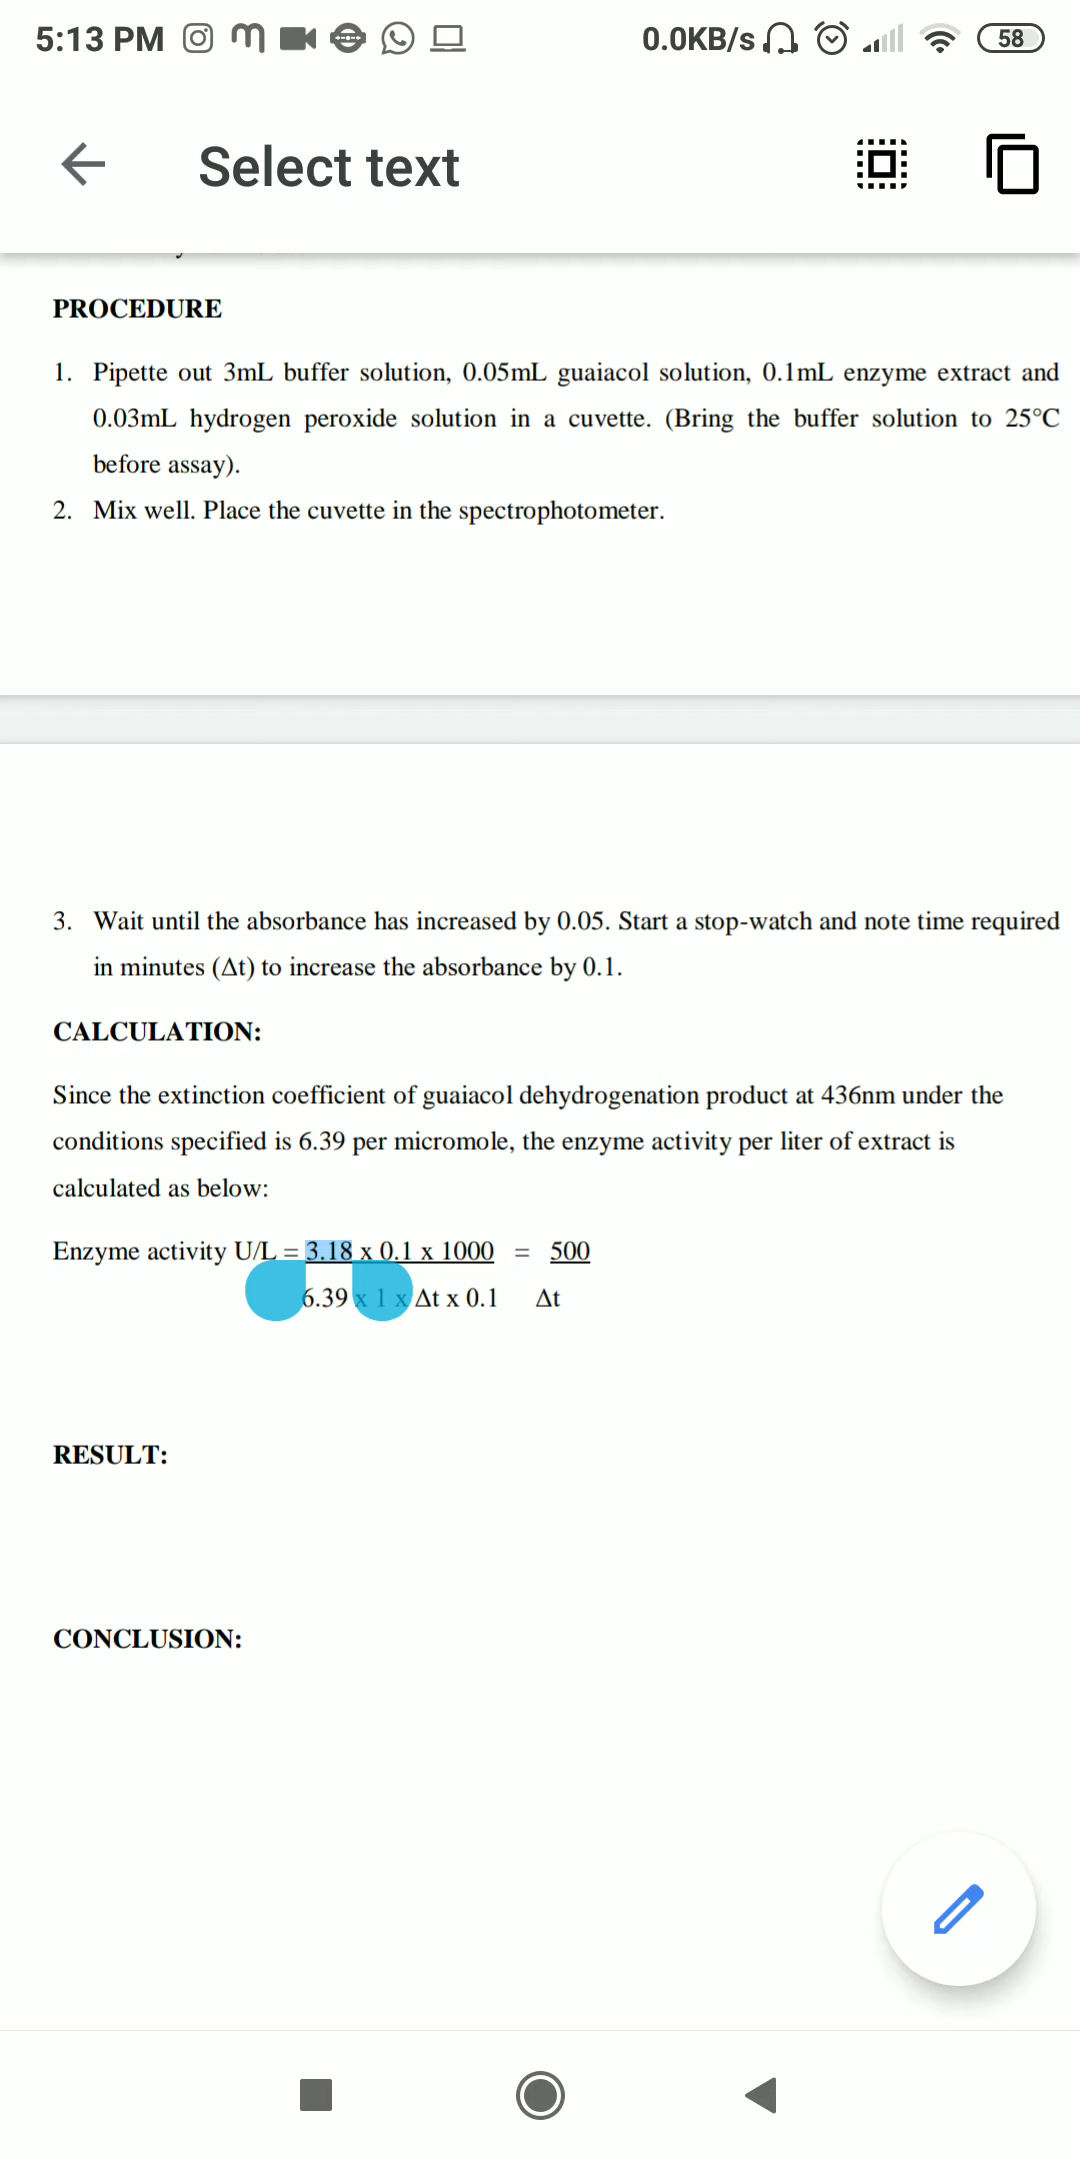 5:13 PM 0.0KB/s 58
Select text
PROCEDURE
1. Pipette out 3mL buffer solution, 0.05mL guaiacol solution, 0.1mL enzyme extract and
0.03mL hydrogen peroxide solution in a cuvette. (Bring the buffer solution to 25°C
before assay).
2. Mix well. Place the cuvette in the spectrophotometer.
3. Wait until the absorbance has increased by 0.05. Start a stop-watch and note time required
in minutes (Δt) to increase the absorbance by 0.1.
CALCULATION:
Since the extinction coefficient of guaiacol dehydrogenation product at 436nm under the
conditions specified is 6.39 per micromole, the enzyme activity per liter of extract is
calculated as below:
Enzyme activity U/L = 3.18 x 0.1 x 1000 = 500
6.39 x 1 x Δt x 0.1 Δt
RESULT:
CONCLUSION: